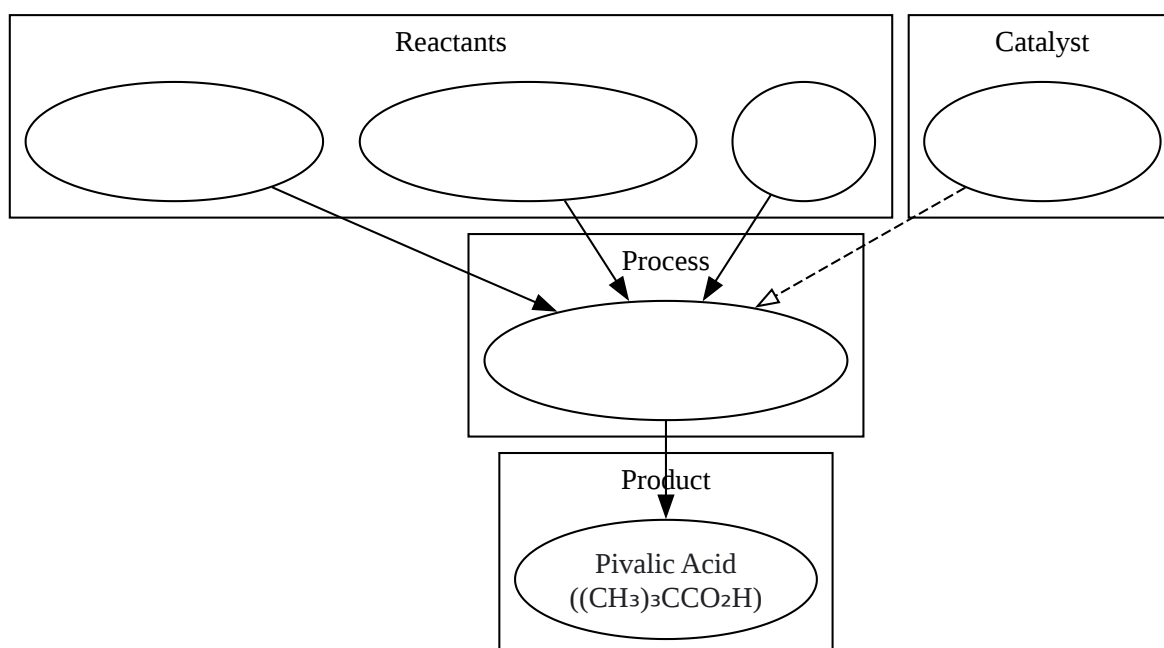 Reactants
Catalyst
Process
Product
Pivalic Acid
((CH₃)₃CCO₂H)